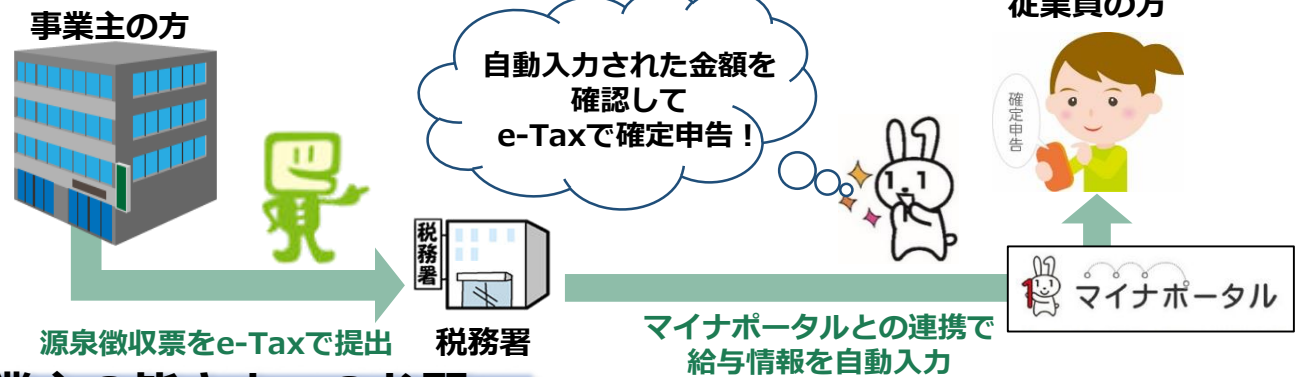 事業主の方
従業員の方
自動入力された金額を
確認して
e-Taxで確定申告！
確定申告
税務署
マイナポータル
源泉徴収票をe-Taxで提出
税務署
マイナポータルとの連携で
給与情報を自動入力